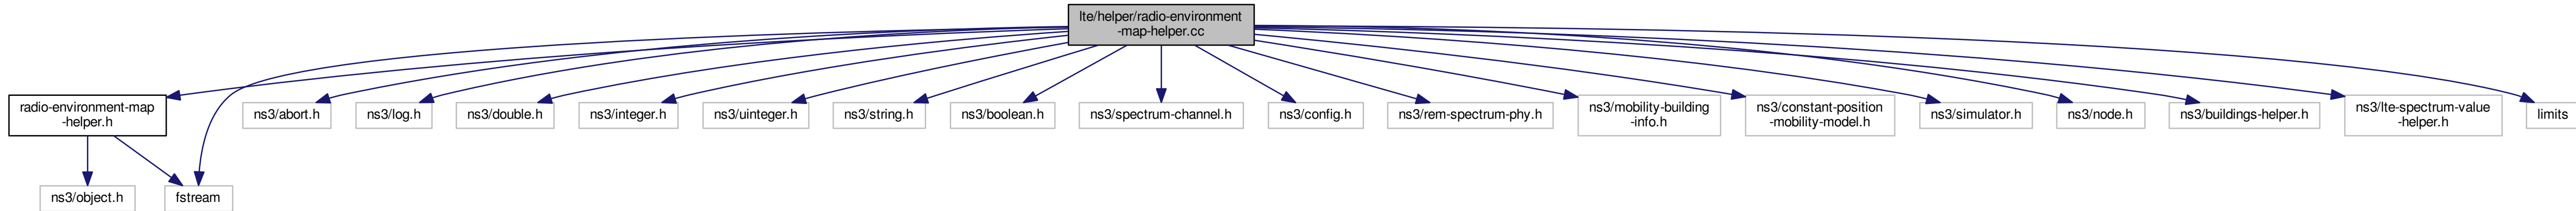 lte/helper/radio-environment
-map-helper.cc
radio-environment-map
-helper.h
ns3/abort.h
ns3/log.h
ns3/double.h
ns3/integer.h
ns3/uinteger.h
ns3/string.h
ns3/boolean.h
ns3/spectrum-channel.h
ns3/config.h
ns3/rem-spectrum-phy.h
ns3/mobility-building
-info.h
ns3/constant-position
-mobility-model.h
ns3/simulator.h
ns3/node.h
ns3/buildings-helper.h
ns3/lte-spectrum-value
-helper.h
limits
ns3/object.h
fstream